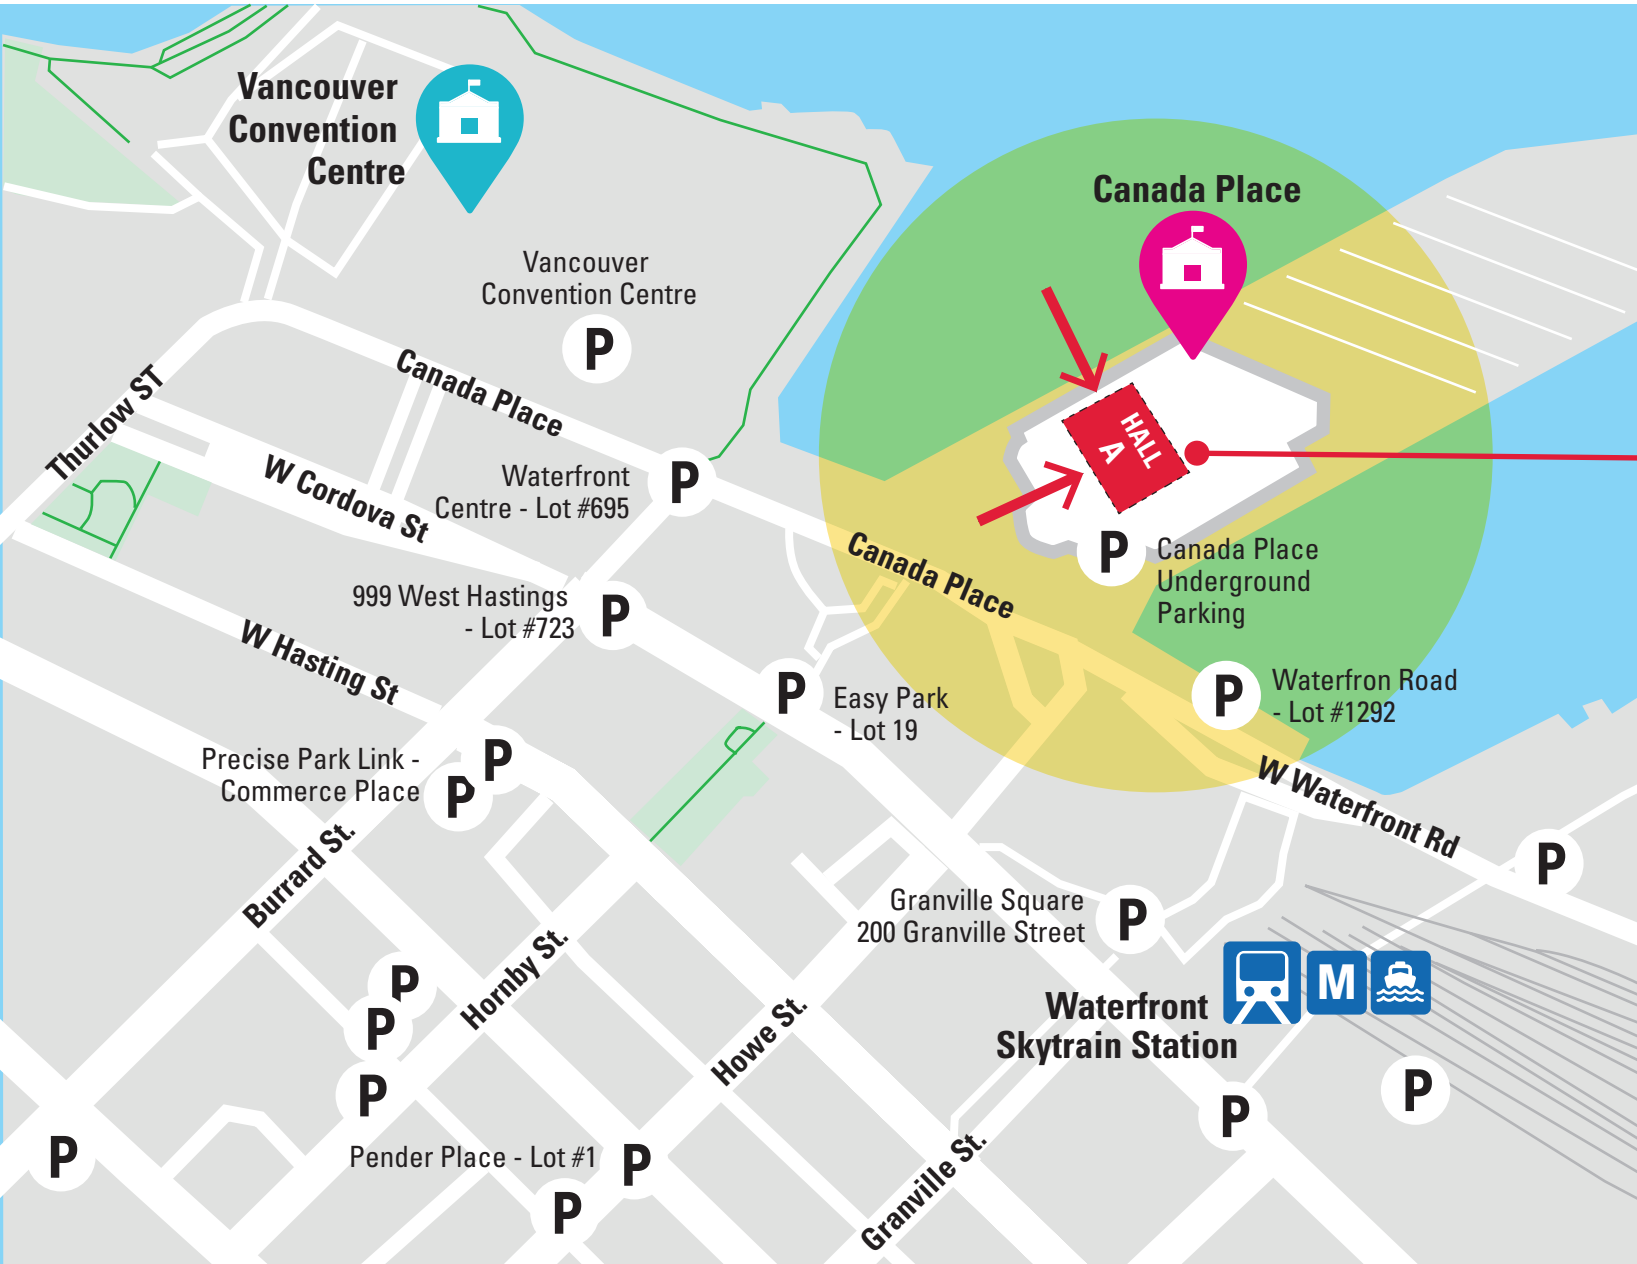 Vancouver
Convention
Centre
Canada Place
Vancouver
Convention Centre
P
Canada Place
Thurlow ST
HALL
A
W Cordova St
Waterfront
Centre - Lot #695
P
Canada Place
P
Canada Place
Underground
Parking
999 West Hastings
- Lot #723
P
W Hasting St
P
Easy Park
- Lot 19
P
Waterfron Road
- Lot #1292
Precise Park Link -
Commerce Place
P
P
W Waterfront Rd
P
Burrard St.
Granville Square
200 Granville Street
P
Hornby St.
P
P
P
Howe St.
M
Waterfront
Skytrain Station
P
P
P
Pender Place - Lot #1
P
P
Granville St.